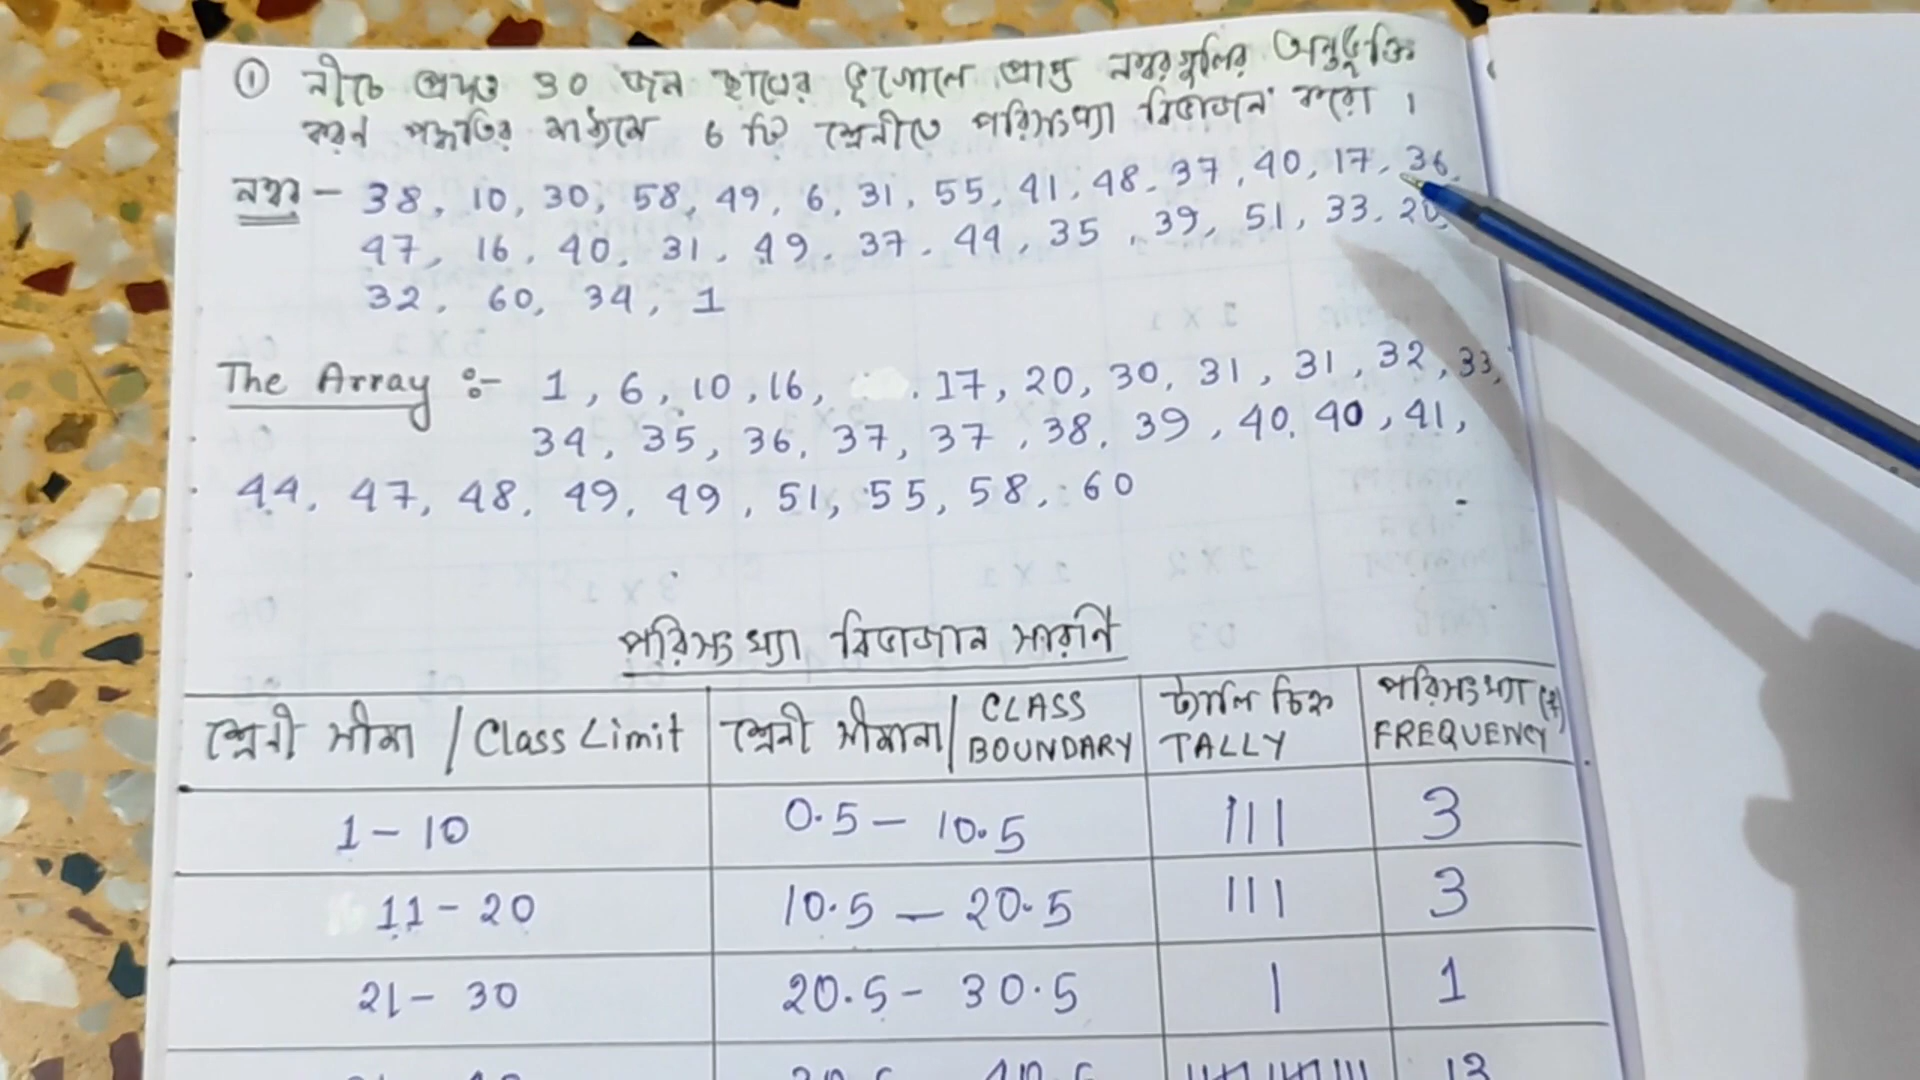 ① নীচে প্রদত্ত 30 জন ছাত্রের ভূগোলে প্রাপ্ত নম্বরগুলির অন্তর্ভুক্তি
করণ পদ্ধতির মাধ্যমে 6 টি শ্রেনীতে পরিসংখ্যা বিভাজন করো ।
নম্বর - 38, 10, 30, 58, 49, 6, 31, 55, 41, 48, 37, 40, 17, 36,
47, 16, 40, 31, 49, 37, 44, 35, 39, 51, 33, 20,
32, 60, 34, 1
The Array :- 1, 6, 10, 16, 17, 20, 30, 31, 31, 32, 33,
34, 35, 36, 37, 37, 38, 39, 40, 40, 41,
44, 47, 48, 49, 49, 51, 55, 58, 60
পরিসংখ্যা বিভাজান সারণি
শ্রেনী সীমা / Class Limit শ্রেনী সীমানা / CLASS BOUNDARY ট্যালি চিহ্ন TALLY পরিসংখ্যা (f) FREQUENCY
1 - 10 0.5 - 10.5 ||| 3
11 - 20 10.5 - 20.5 ||| 3
21 - 30 20.5 - 30.5 | 1
13